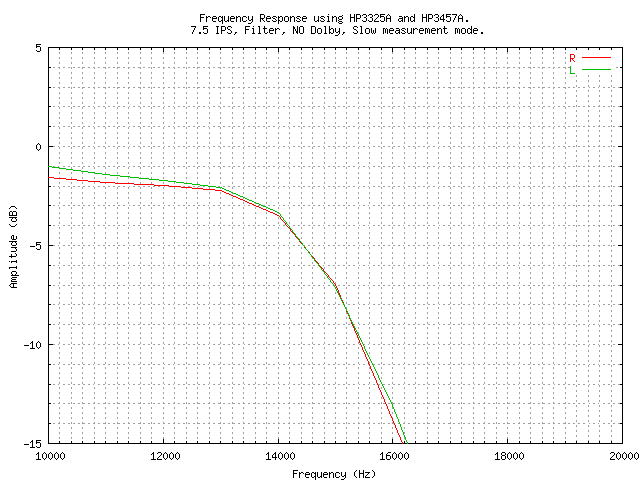 Frequency Response using HP3325A and HP3457A.
7.5 IPS, Filter, NO Dolby, Slow measurement mode.
R
L
5
0
-5
-10
-15
Amplitude (dB)
10000 12000 14000 16000 18000 20000
Frequency (Hz)